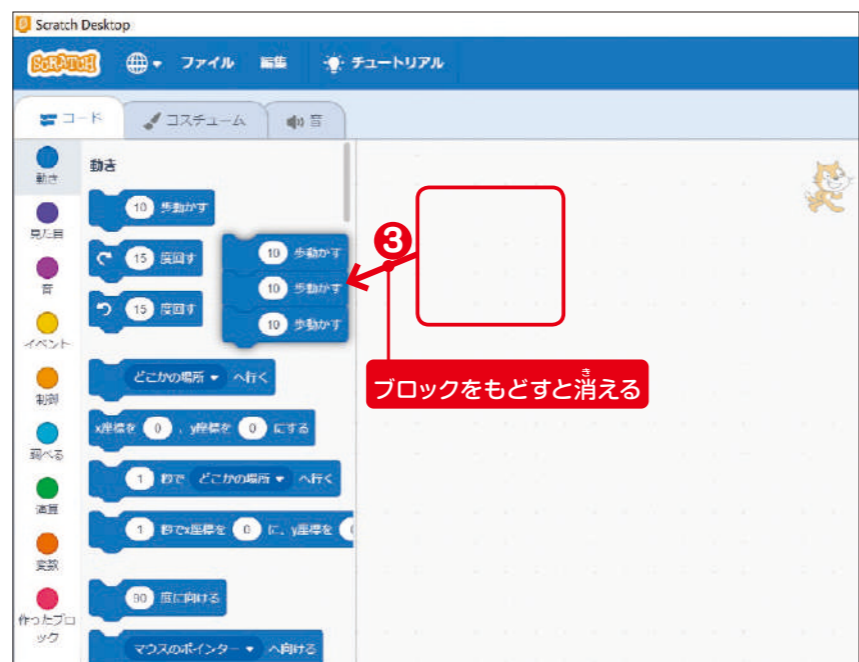 Scratch Desktop
SCRATCH ファイル 編集 チュートリアル
コード コスチューム 音
動き
見た目
音
イベント
制御
調べる
演算
変数
作ったブロ
ック
動き
10 歩動かす
15 度回す
15 度回す
10 歩動かす
10 歩動かす
10 歩動かす
どこかの場所 へ行く
x座標を 0 、y座標を 0 にする
1 秒で どこかの場所 へ行く
1 秒でx座標を 0 に、y座標を
90 度に向ける
マウスのポインター へ向ける
3
き
ブロックをもどすと消える